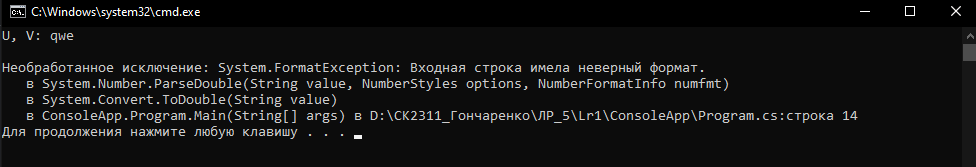 C:\Windows\system32\cmd.exe
U, V: qwe
Необработанное исключение: System.FormatException: Входная строка имела неверный формат.
в System.Number.ParseDouble(String value, NumberStyles options, NumberFormatInfo numfmt)
в System.Convert.ToDouble(String value)
в ConsoleApp.Program.Main(String[] args) в D:\СК2311_Гончаренко\ЛР_5\Lr1\ConsoleApp\Program.cs:строка 14
Для продолжения нажмите любую клавишу . . .